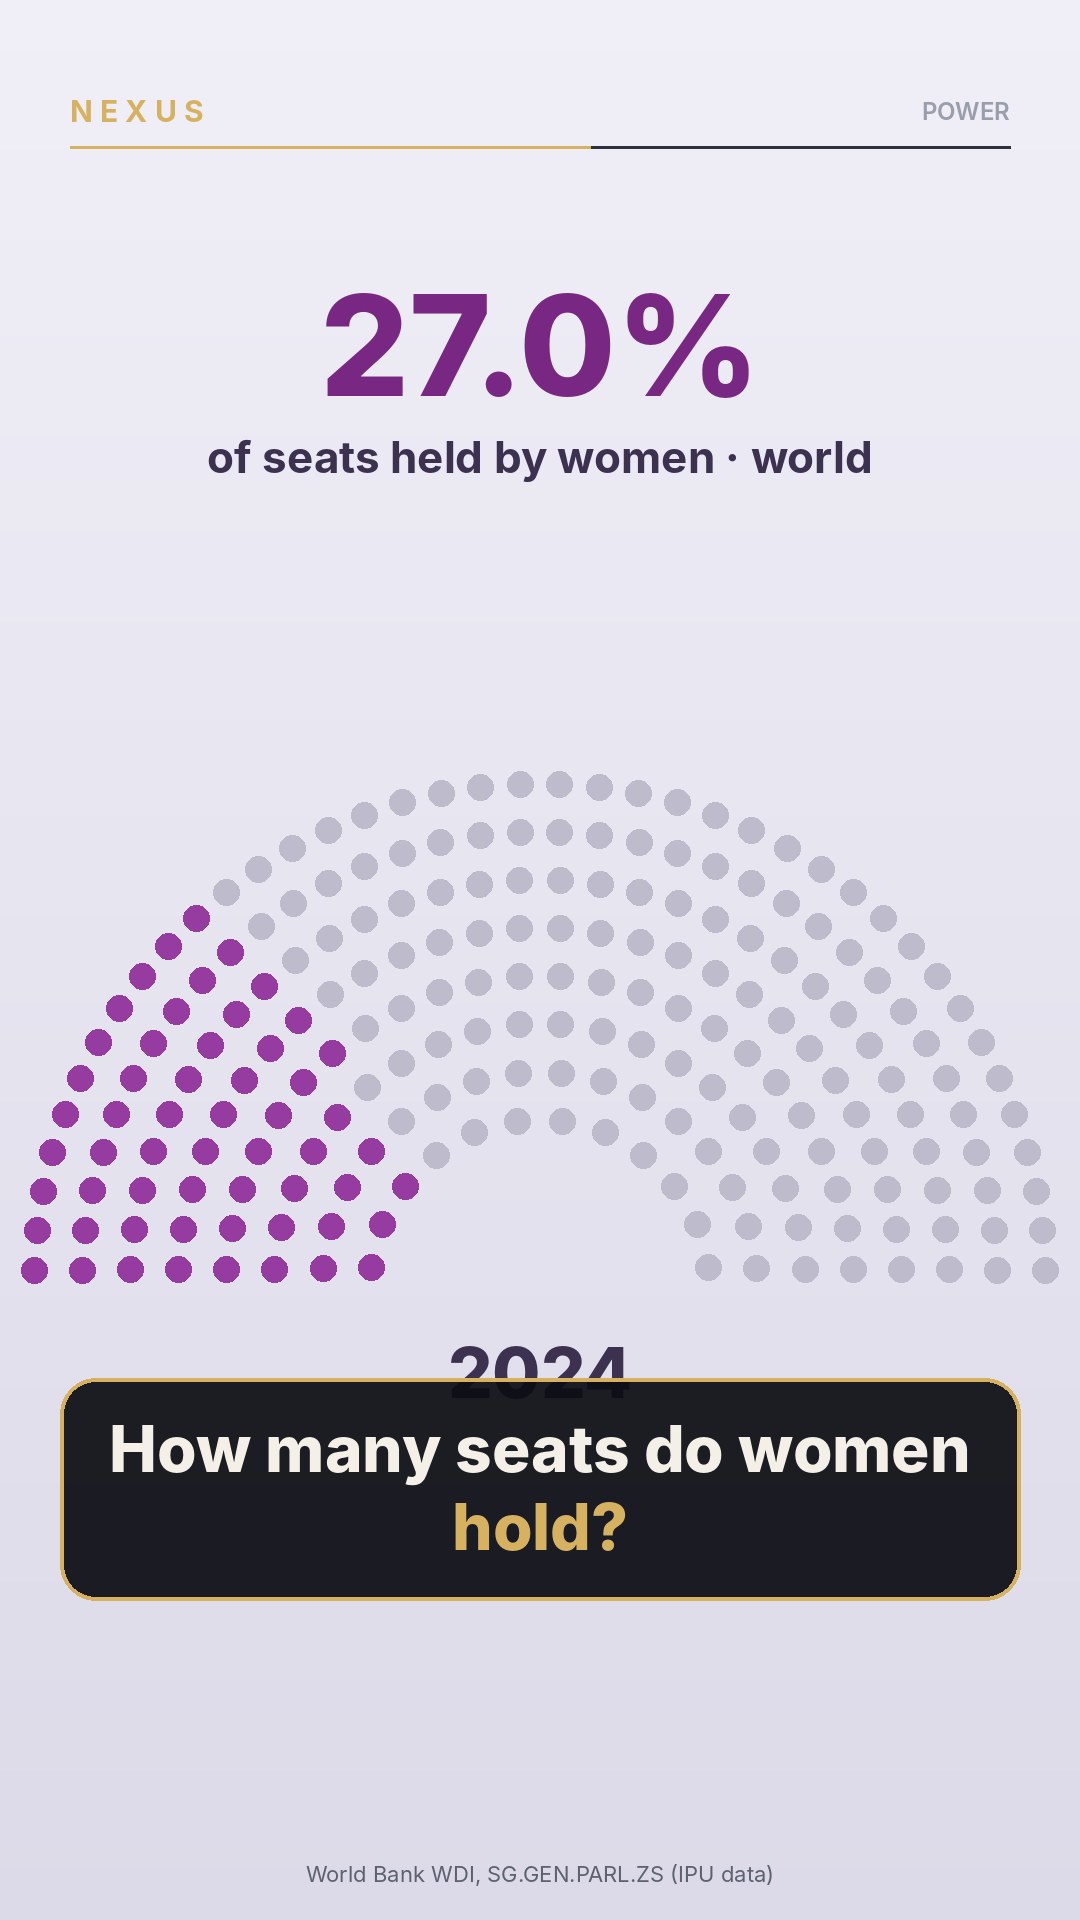 NEXUS
POWER
27.0%
of seats held by women · world
2024
How many seats do women
hold?
World Bank WDI, SG.GEN.PARL.ZS (IPU data)